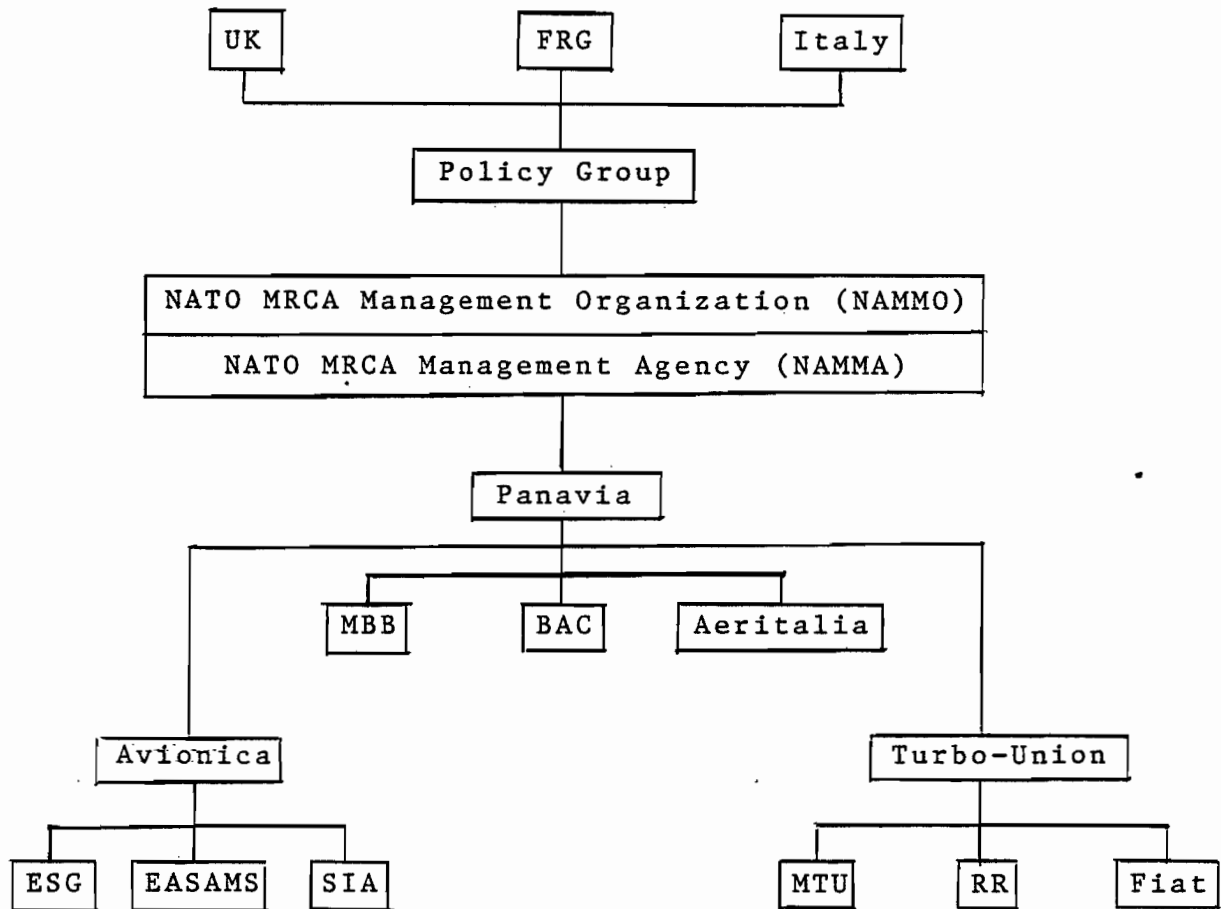 UK FRG Italy
Policy Group
NATO MRCA Management Organization (NAMMO)
NATO MRCA Management Agency (NAMMA)
Panavia
MBB BAC Aeritalia
Avionica Turbo-Union
ESG EASAMS SIA MTU RR Fiat